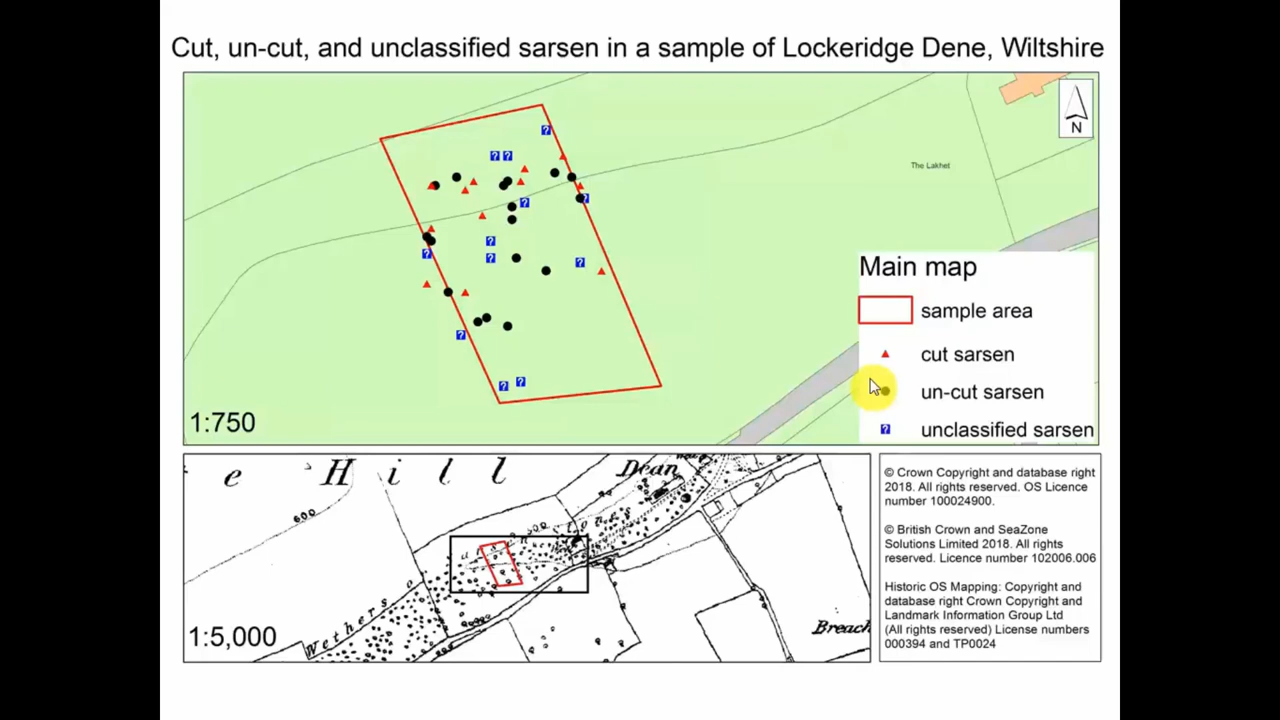 Cut, un-cut, and unclassified sarsen in a sample of Lockeridge Dene, Wiltshire
N
The Lakhet
Main map
sample area
cut sarsen
un-cut sarsen
? unclassified sarsen
1:750
e Hill
Dean
600
500
Wethers
1:5,000
Breach
© Crown Copyright and database right
2018. All rights reserved. OS Licence
number 100024900.
© British Crown and SeaZone
Solutions Limited 2018. All rights
reserved. Licence number 102006.006
Historic OS Mapping: Copyright and
database right Crown Copyright and
Landmark Information Group Ltd
(All rights reserved) License numbers
000394 and TP0024